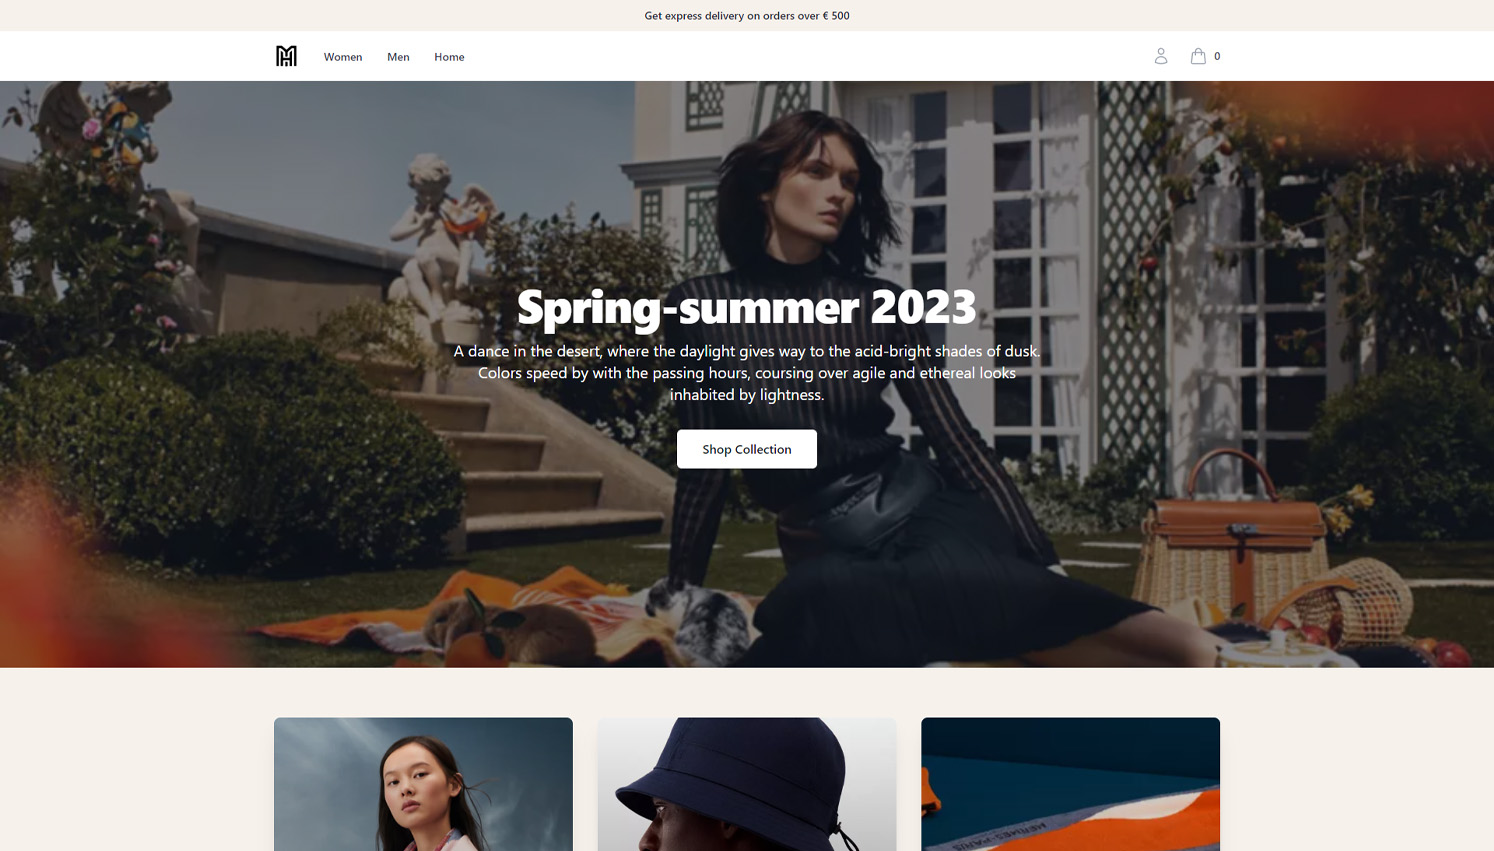 Get express delivery on orders over € 500
Women Men Home
0
Spring-summer 2023
A dance in the desert, where the daylight gives way to the acid-bright shades of dusk.
Colors speed by with the passing hours, coursing over agile and ethereal looks
inhabited by lightness.
Shop Collection
HERMÈS-PARIS